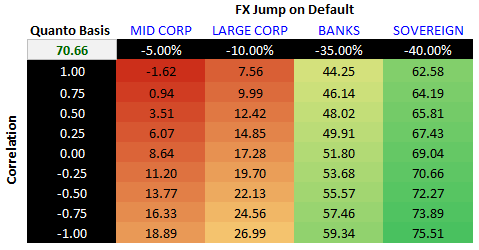 FX Jump on Default
Quanto Basis MID CORP LARGE CORP BANKS SOVEREIGN
70.66 -5.00% -10.00% -35.00% -40.00%
Correlation
1.00 -1.62 7.56 44.25 62.58
0.75 0.94 9.99 46.14 64.19
0.50 3.51 12.42 48.02 65.81
0.25 6.07 14.85 49.91 67.43
0.00 8.64 17.28 51.80 69.04
-0.25 11.20 19.70 53.68 70.66
-0.50 13.77 22.13 55.57 72.27
-0.75 16.33 24.56 57.46 73.89
-1.00 18.89 26.99 59.34 75.51